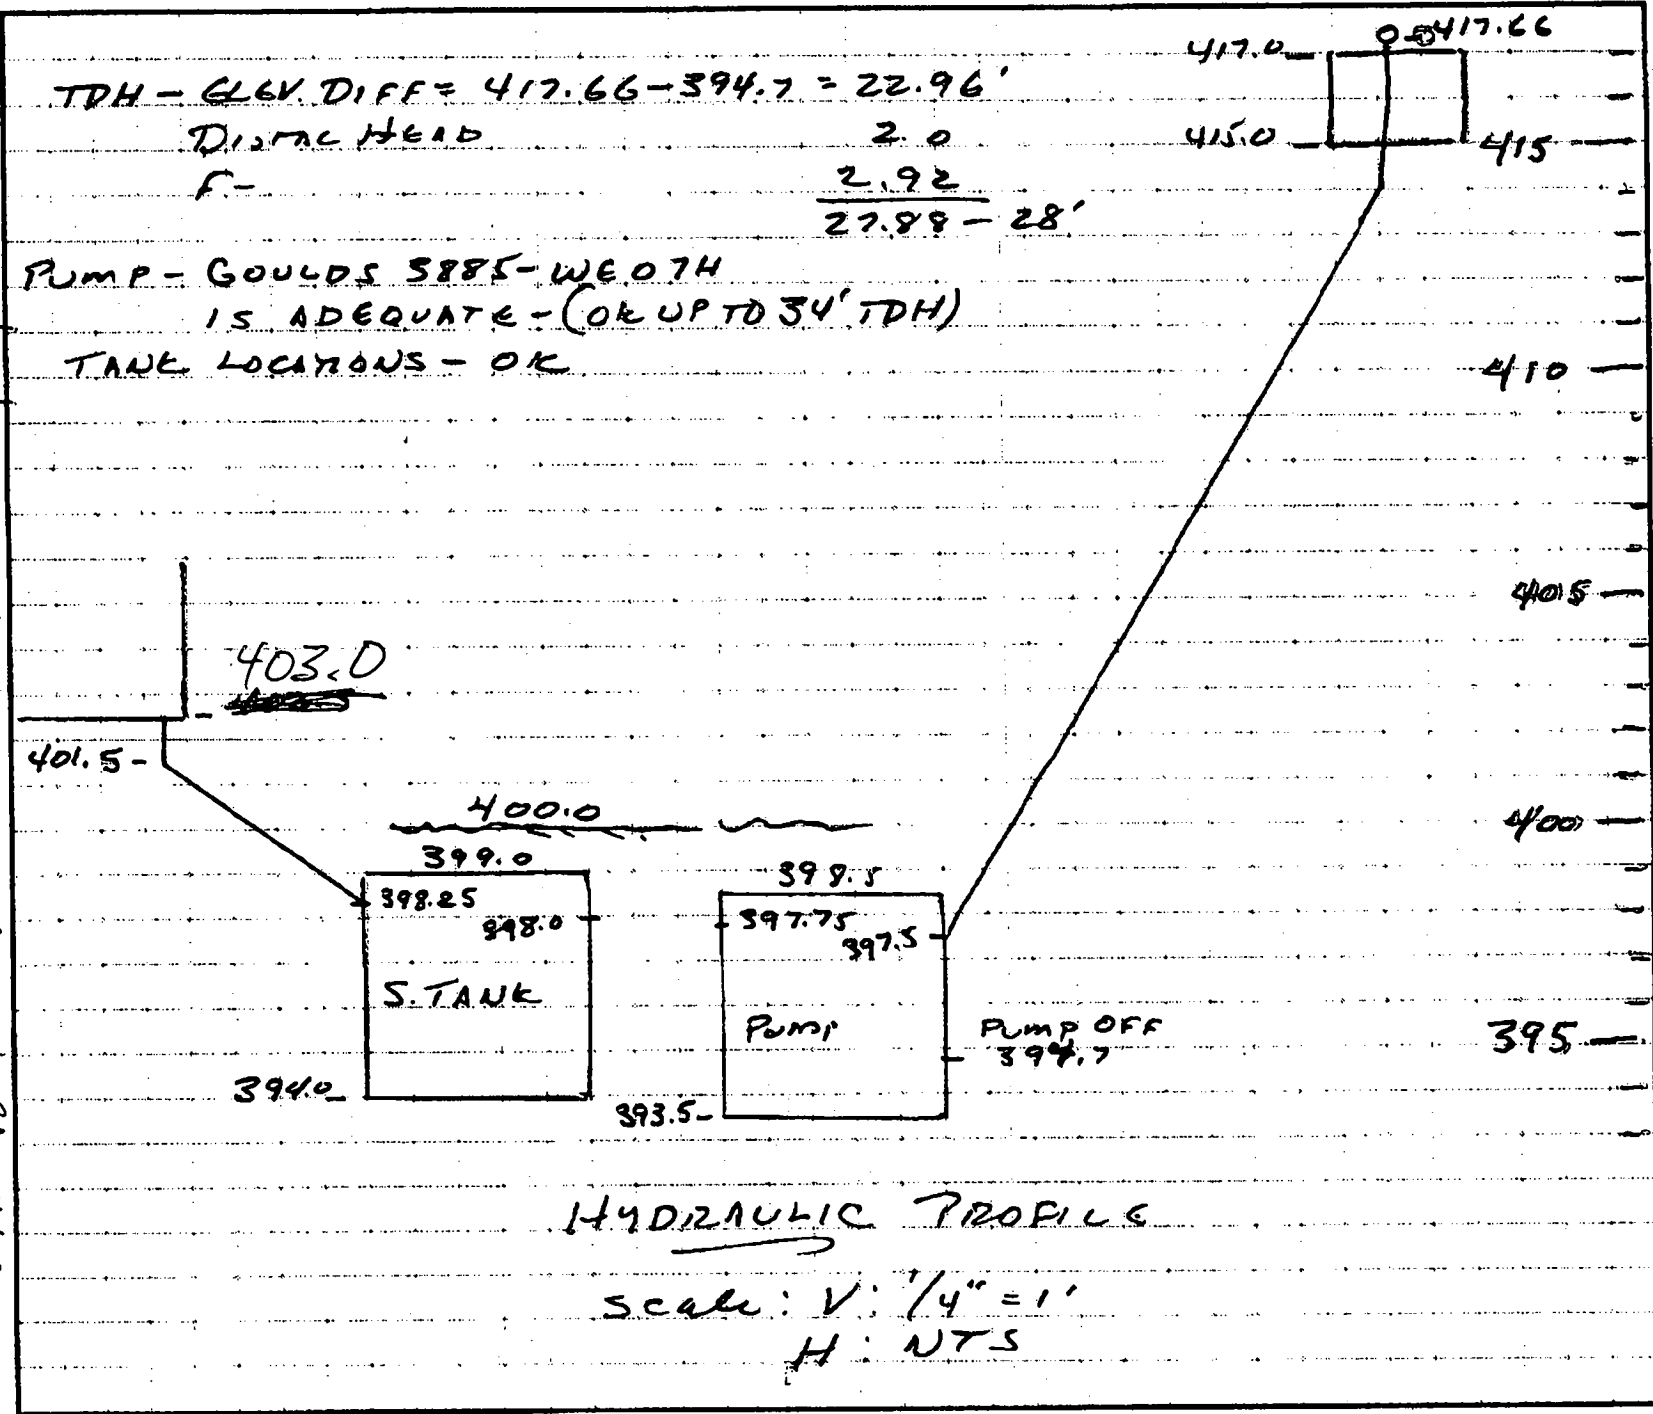 TDH - ELEV. DIFF = 417.66 - 394.7 = 22.96'
DISTAL HEAD 2.0
F- 2.92
27.88 - 28'
PUMP - GOULDS 3885-WE07H
IS ADEQUATE - (OK UP TO 34' TDH)
TANK LOCATIONS - OK
417.0
417.66
415.0
415
410
405
403.0
401.5
400.0
400
399.0
398.5
398.25
398.0
397.75
397.5
S. TANK
PUMP
PUMP OFF
394.7
395
394.0
393.5
HYDRAULIC PROFILE
Scale: V: 1/4" = 1'
H: NTS